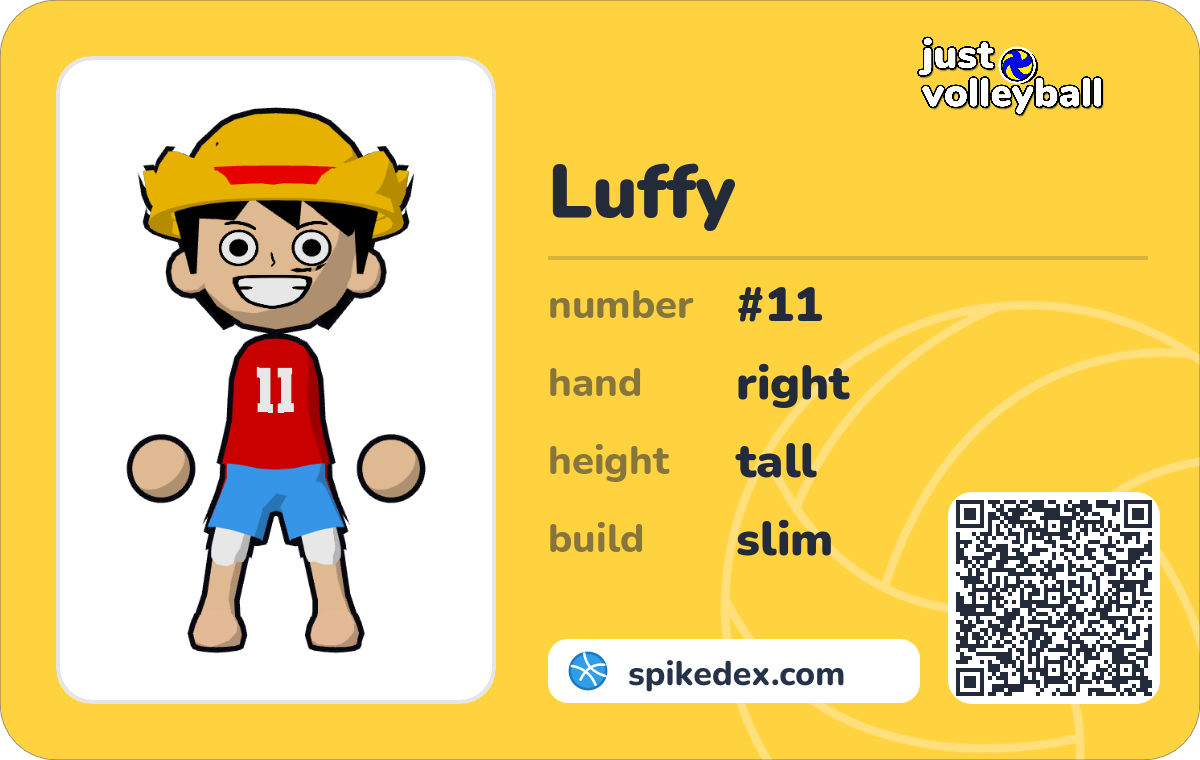 just
volleyball
Luffy
number #11
hand right
height tall
build slim
11
spikedex.com